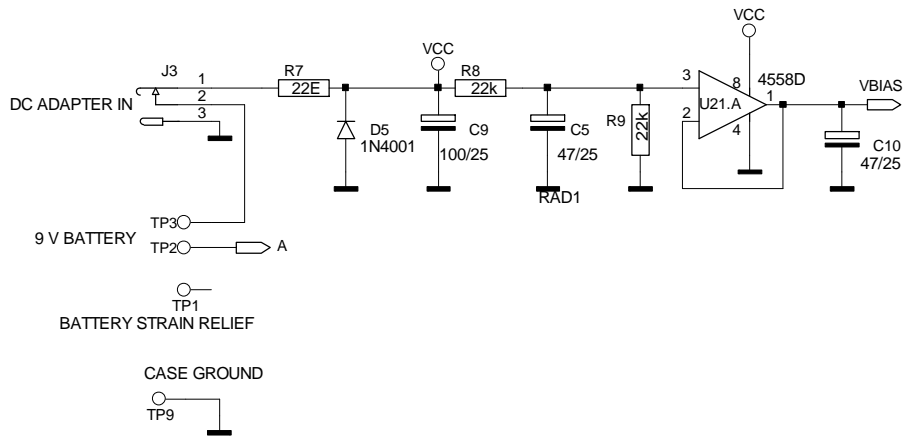 VCC
VCC
J3
R7
R8
4558D
VBIAS
1
22E
22k
3
8
DC ADAPTER IN
2
U21.A
1
3
D5
1N4001
C9
100/25
C5
47/25
R9
22k
2
4
C10
47/25
RAD1
TP3
9 V BATTERY
TP2
A
TP1
BATTERY STRAIN RELIEF
CASE GROUND
TP9